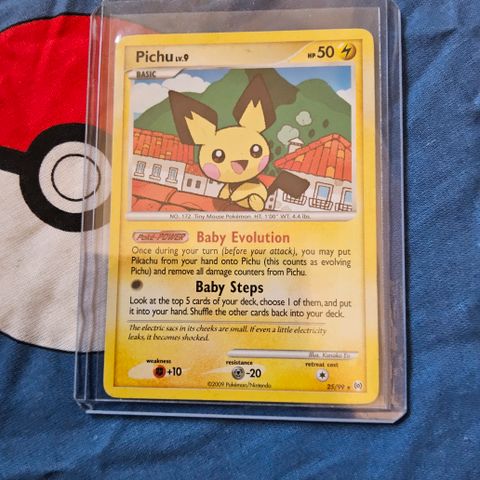 Pichu LV.9 HP 50
BASIC
NO. 172 Tiny Mouse Pokémon HT. 1'00" WT. 4.4 lbs.
Poké-POWER Baby Evolution
Once during your turn (before your attack), you may put
Pikachu from your hand onto Pichu (this counts as evolving
Pichu) and remove all damage counters from Pichu.
Baby Steps
Look at the top 5 cards of your deck, choose 1 of them, and put
it into your hand. Shuffle the other cards back into your deck.
The electric sacs in its cheeks are small. If even a little electricity
leaks, it becomes shocked.
Illus. Kanako Eo
weakness resistance retreat cost
+10 -20
©2009 Pokémon/Nintendo
25/99 ★